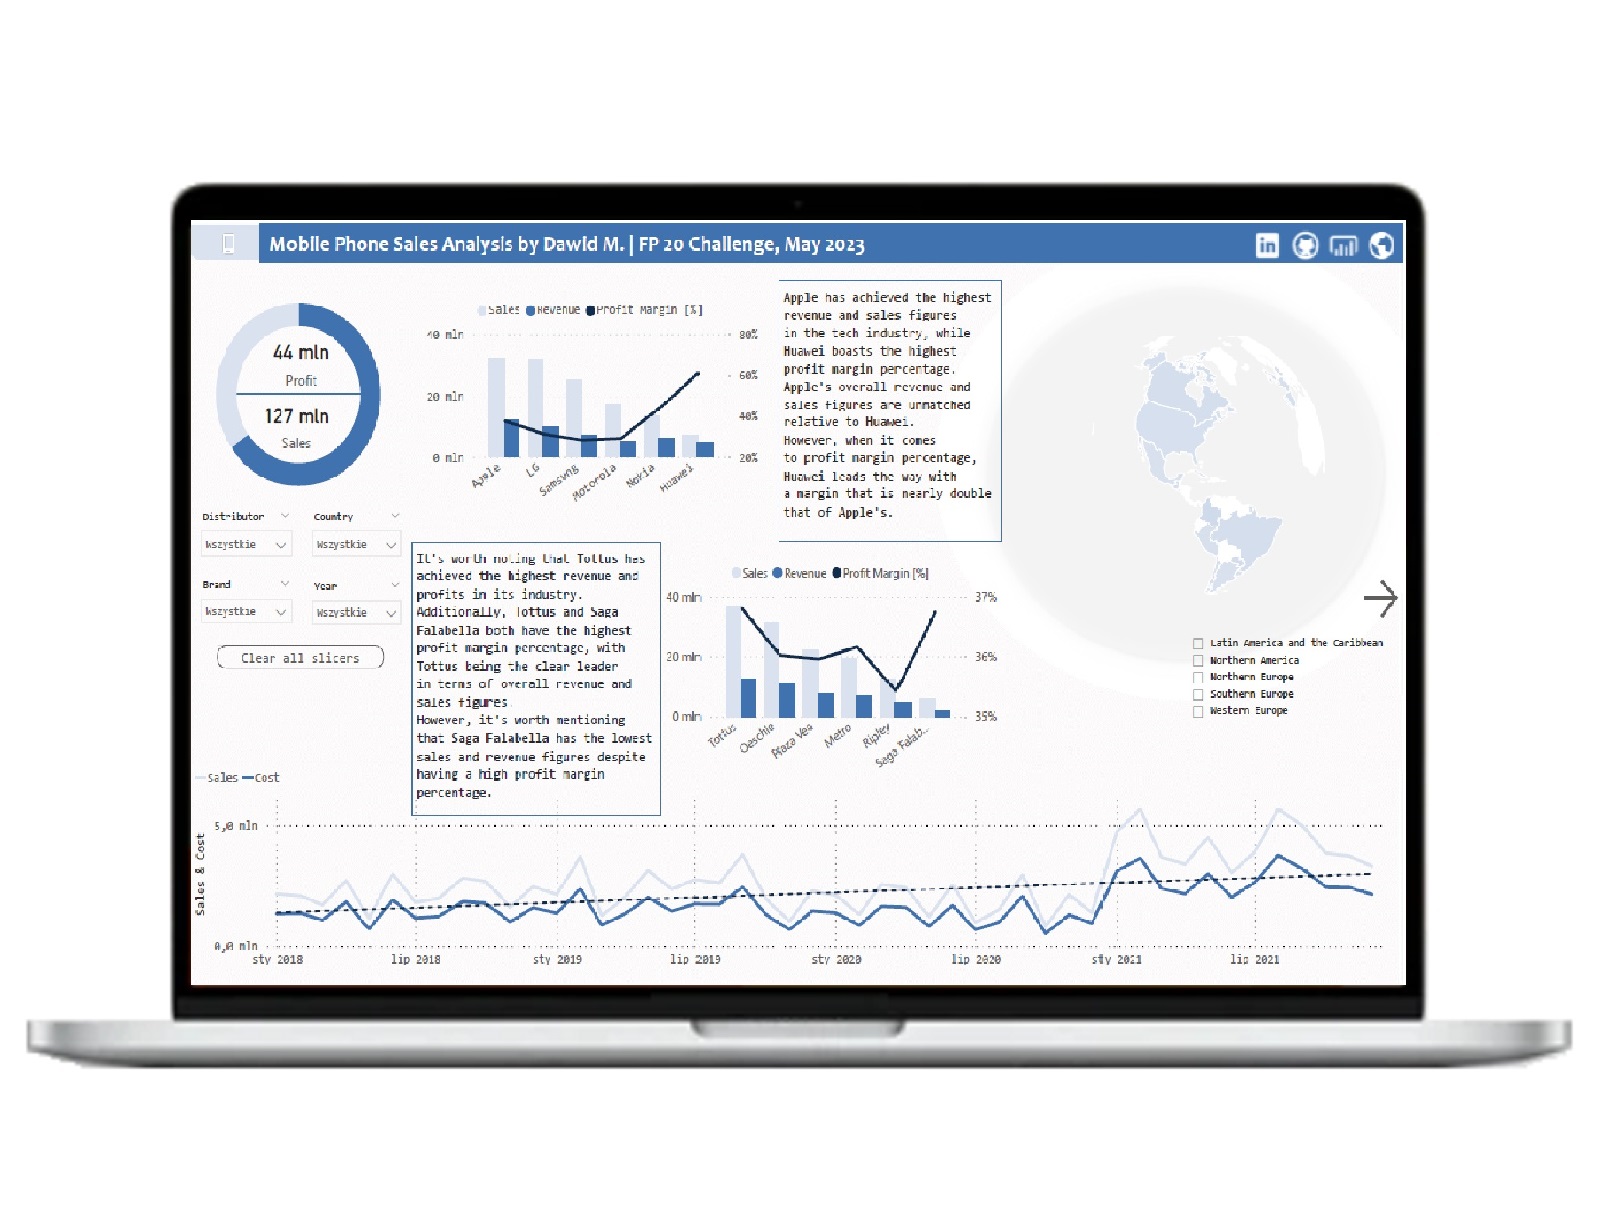 Mobile Phone Sales Analysis by Dawid M. | FP 20 Challenge, May 2023
in
44 mln
Profit
127 mln
Sales
Sales Revenue Profit Margin [%]
40 mln
20 mln
0 mln
80%
60%
40%
20%
Apple
LG
Samsung
Motorola
Nokia
Huawei
Apple has achieved the highest
revenue and sales figures
in the tech industry, while
Huawei boasts the highest
profit margin percentage.
Apple's overall revenue and
sales figures are unmatched
relative to Huawei.
However, when it comes
to profit margin percentage,
Huawei leads the way with
a margin that is nearly double
that of Apple's.
Distributor
Country
Wszystkie
Wszystkie
Brand
Year
Wszystkie
Wszystkie
Clear all slicers
It's worth noting that Tottus has
achieved the highest revenue and
profits in its industry.
Additionally, Tottus and Saga
Falabella both have the highest
profit margin percentage, with
Tottus being the clear leader
in terms of overall revenue and
sales figures.
However, it's worth mentioning
that Saga Falabella has the lowest
sales and revenue figures despite
having a high profit margin
percentage.
Sales Revenue Profit Margin [%]
40 mln
20 mln
0 mln
37%
36%
35%
Tottus
Oeschle
Plaza Vea
Metro
Ripley
Saga Falab...
Latin America and the Caribbean
Northern America
Northern Europe
Southern Europe
Western Europe
Sales Cost
Sales & Cost
5,0 mln
0,0 mln
sty 2018
lip 2018
sty 2019
lip 2019
sty 2020
lip 2020
sty 2021
lip 2021